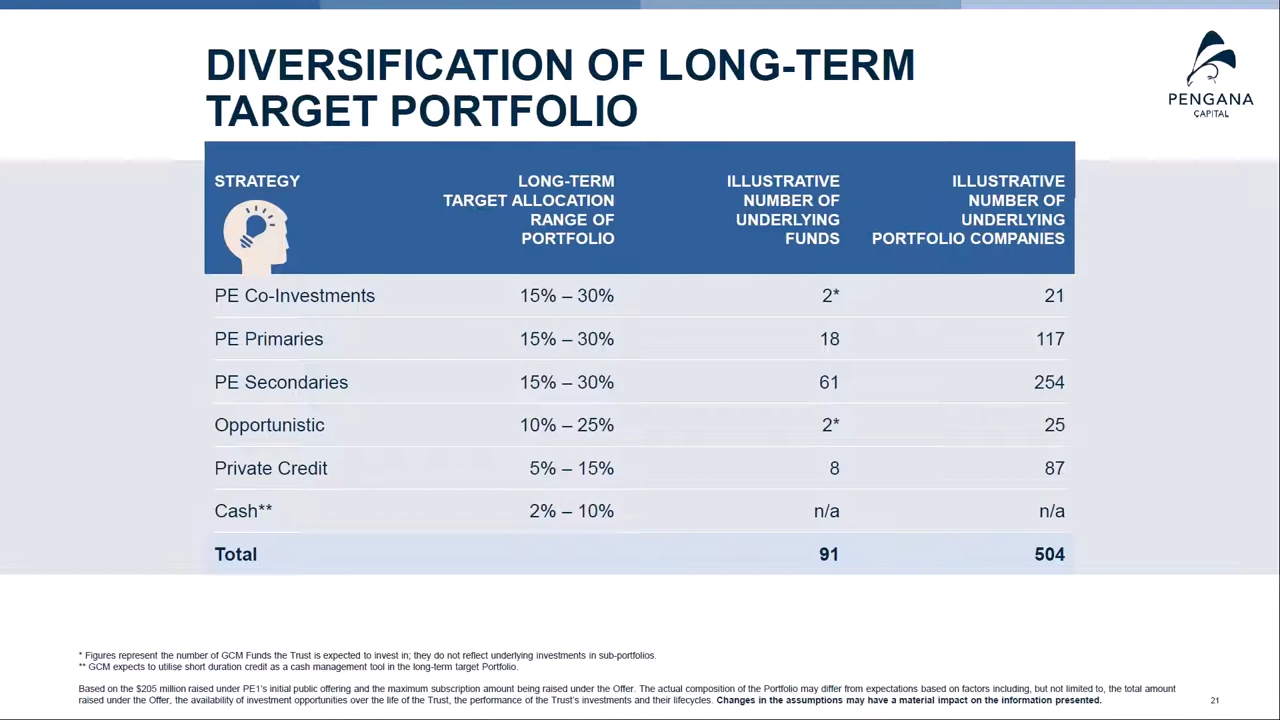 DIVERSIFICATION OF LONG-TERM
TARGET PORTFOLIO
PENGANA
CAPITAL
STRATEGY
LONG-TERM
TARGET ALLOCATION
RANGE OF
PORTFOLIO
ILLUSTRATIVE
NUMBER OF
UNDERLYING
FUNDS
ILLUSTRATIVE
NUMBER OF
UNDERLYING
PORTFOLIO COMPANIES
PE Co-Investments 15% – 30% 2* 21
PE Primaries 15% – 30% 18 117
PE Secondaries 15% – 30% 61 254
Opportunistic 10% – 25% 2* 25
Private Credit 5% – 15% 8 87
Cash** 2% – 10% n/a n/a
Total 91 504
* Figures represent the number of GCM Funds the Trust is expected to invest in; they do not reflect underlying investments in sub-portfolios.
** GCM expects to utilise short duration credit as a cash management tool in the long-term target Portfolio.
Based on the $205 million raised under PE1's initial public offering and the maximum subscription amount being raised under the Offer. The actual composition of the Portfolio may differ from expectations based on factors including, but not limited to, the total amount
raised under the Offer, the availability of investment opportunities over the life of the Trust, the performance of the Trust's investments and their lifecycles. Changes in the assumptions may have a material impact on the information presented.
21